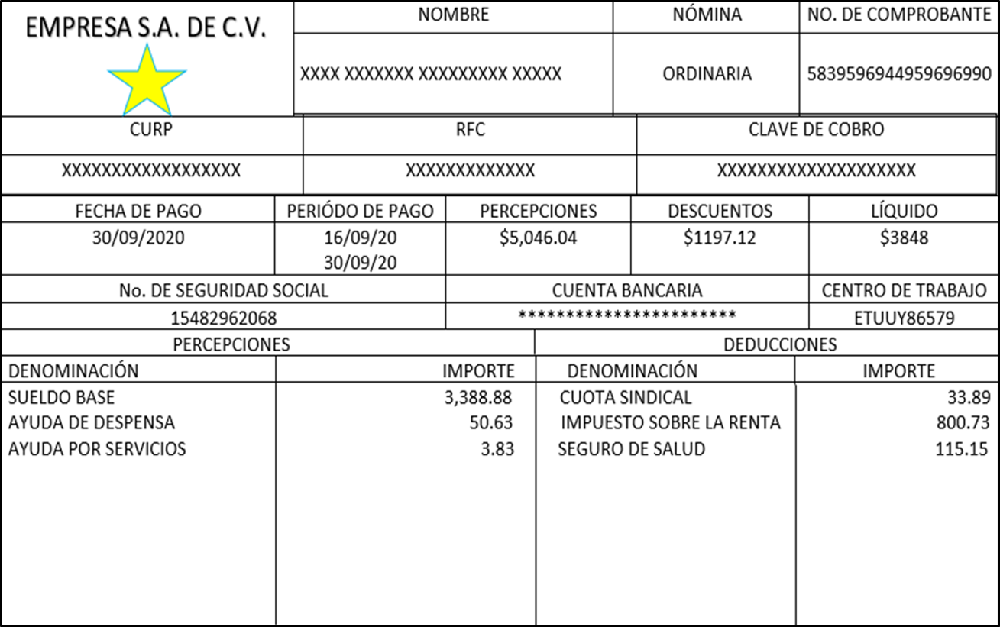 EMPRESA S.A. DE C.V.
NOMBRE NÓMINA NO. DE COMPROBANTE
XXXX XXXXXXX XXXXXXXXX XXXXX ORDINARIA 5839596944959696990
CURP RFC CLAVE DE COBRO
XXXXXXXXXXXXXXXXXX XXXXXXXXXXXXX XXXXXXXXXXXXXXXXXXXX
FECHA DE PAGO PERIÓDO DE PAGO PERCEPCIONES DESCUENTOS LÍQUIDO
30/09/2020 16/09/20 $5,046.04 $1197.12 $3848
30/09/20
No. DE SEGURIDAD SOCIAL CUENTA BANCARIA CENTRO DE TRABAJO
15482962068 *********************** ETUUY86579
PERCEPCIONES DEDUCCIONES
DENOMINACIÓN IMPORTE DENOMINACIÓN IMPORTE
SUELDO BASE 3,388.88 CUOTA SINDICAL 33.89
AYUDA DE DESPENSA 50.63 IMPUESTO SOBRE LA RENTA 800.73
AYUDA POR SERVICIOS 3.83 SEGURO DE SALUD 115.15